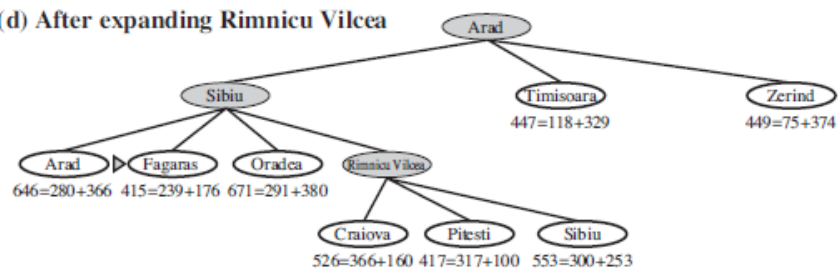 (d) After expanding Rimnicu Vilcea
Arad
Sibiu
Timisoara
Zerind
447=118+329
449=75+374
Arad
Fagaras
Oradea
Rimnicu Vilcea
646=280+366
415=239+176
671=291+380
Craiova
Pitesti
Sibiu
526=366+160
417=317+100
553=300+253